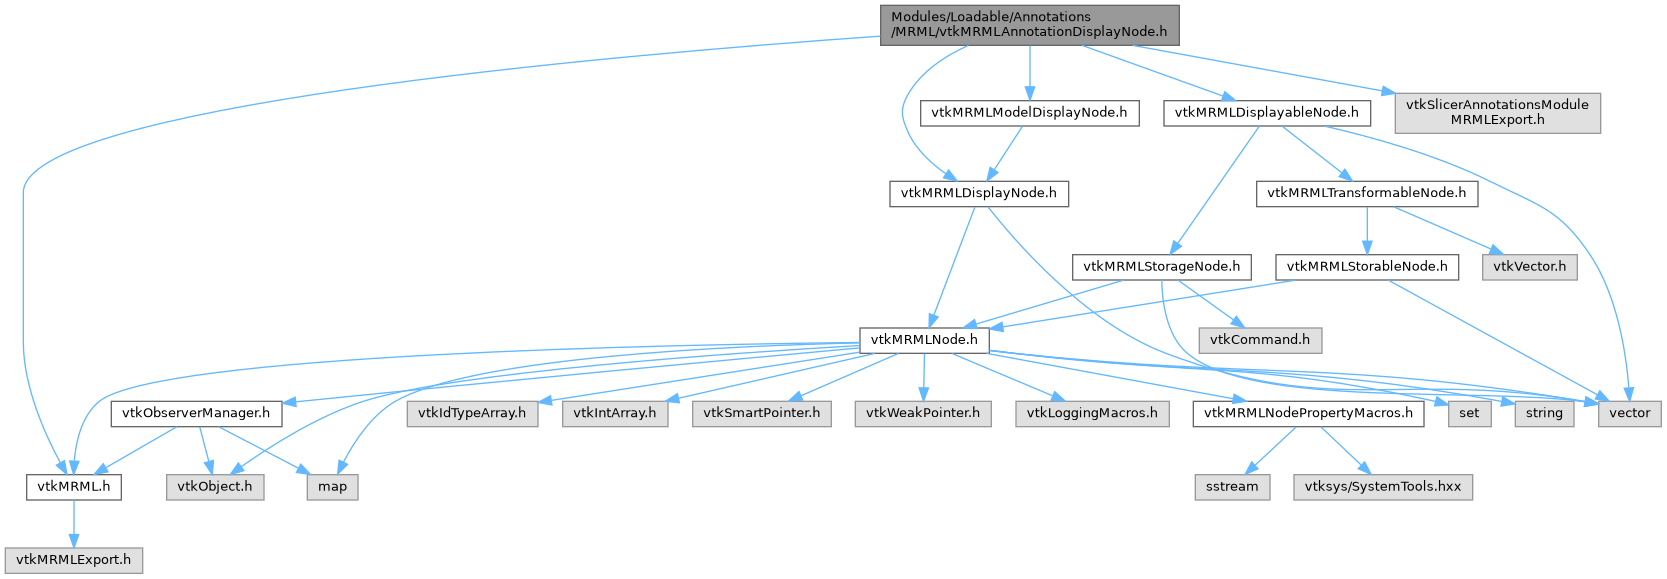 Modules/Loadable/Annotations
/MRML/vtkMRMLAnnotationDisplayNode.h
vtkMRMLModelDisplayNode.h
vtkMRMLDisplayableNode.h
vtkSlicerAnnotationsModule
MRMLExport.h
vtkMRMLDisplayNode.h
vtkMRMLTransformableNode.h
vtkMRMLStorageNode.h
vtkMRMLStorableNode.h
vtkVector.h
vtkMRMLNode.h
vtkCommand.h
vtkObserverManager.h
vtkIdTypeArray.h
vtkIntArray.h
vtkSmartPointer.h
vtkWeakPointer.h
vtkLoggingMacros.h
vtkMRMLNodePropertyMacros.h
set
string
vector
vtkMRML.h
vtkObject.h
map
sstream
vtksys/SystemTools.hxx
vtkMRMLExport.h